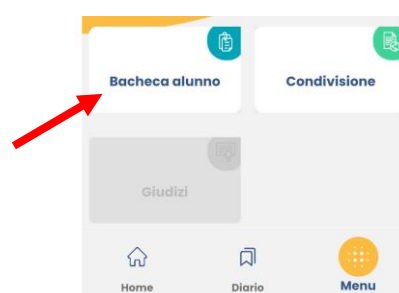 Bacheca alunno
Condivisione
Giudizi
Home
Diario
Menu